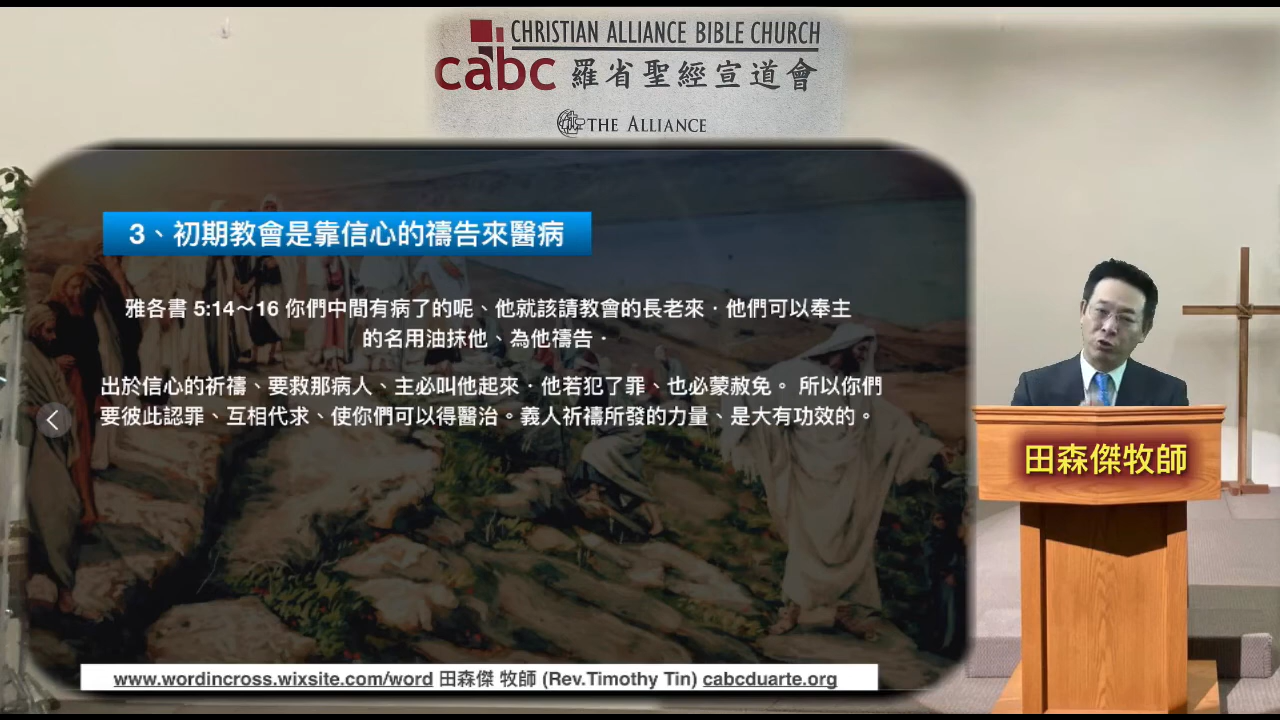 CHRISTIAN ALLIANCE BIBLE CHURCH
cabc 羅省聖經宣道會
THE ALLIANCE
3、初期教會是靠信心的禱告來醫病
雅各書 5:14～16 你們中間有病了的呢、他就該請教會的長老來．他們可以奉主
的名用油抹他、為他禱告．
出於信心的祈禱、要救那病人、主必叫他起來．他若犯了罪、也必蒙赦免。 所以你們
要彼此認罪、互相代求、使你們可以得醫治。義人祈禱所發的力量、是大有功效的。
田森傑牧師
www.wordincross.wixsite.com/word 田森傑 牧師 (Rev.Timothy Tin) cabcduarte.org